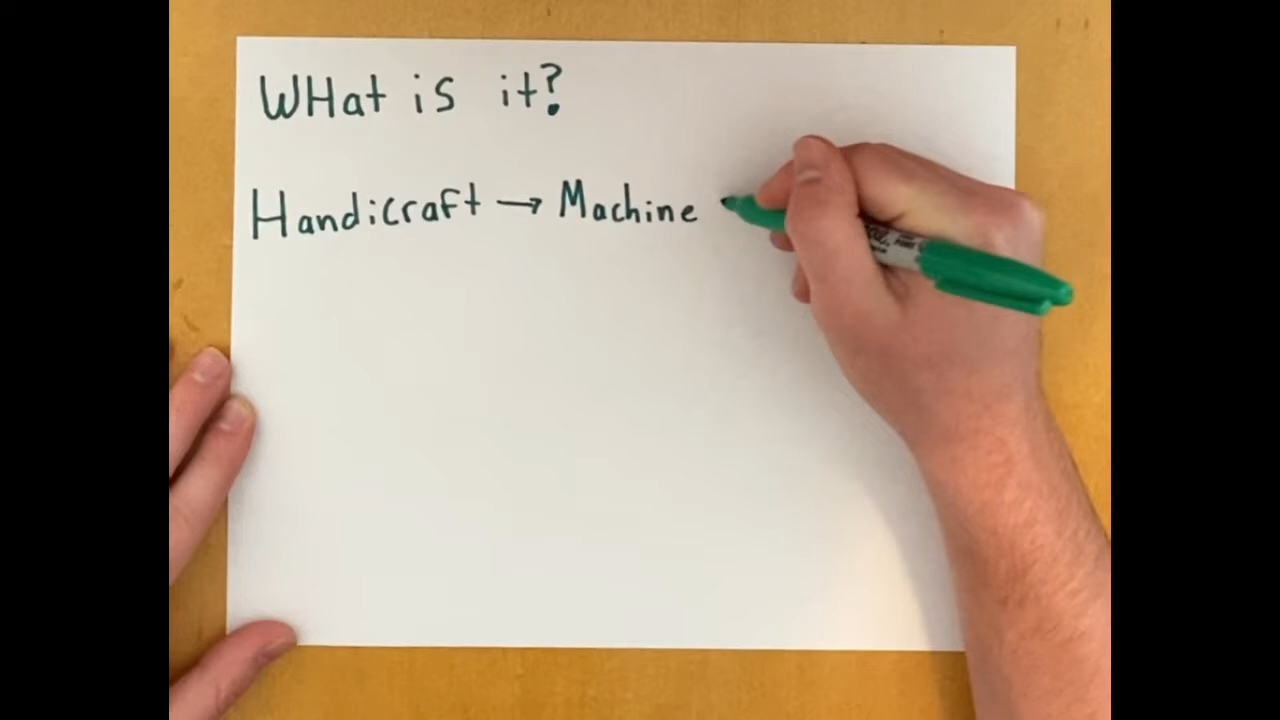 WHat is it?
Handicraft → Machine